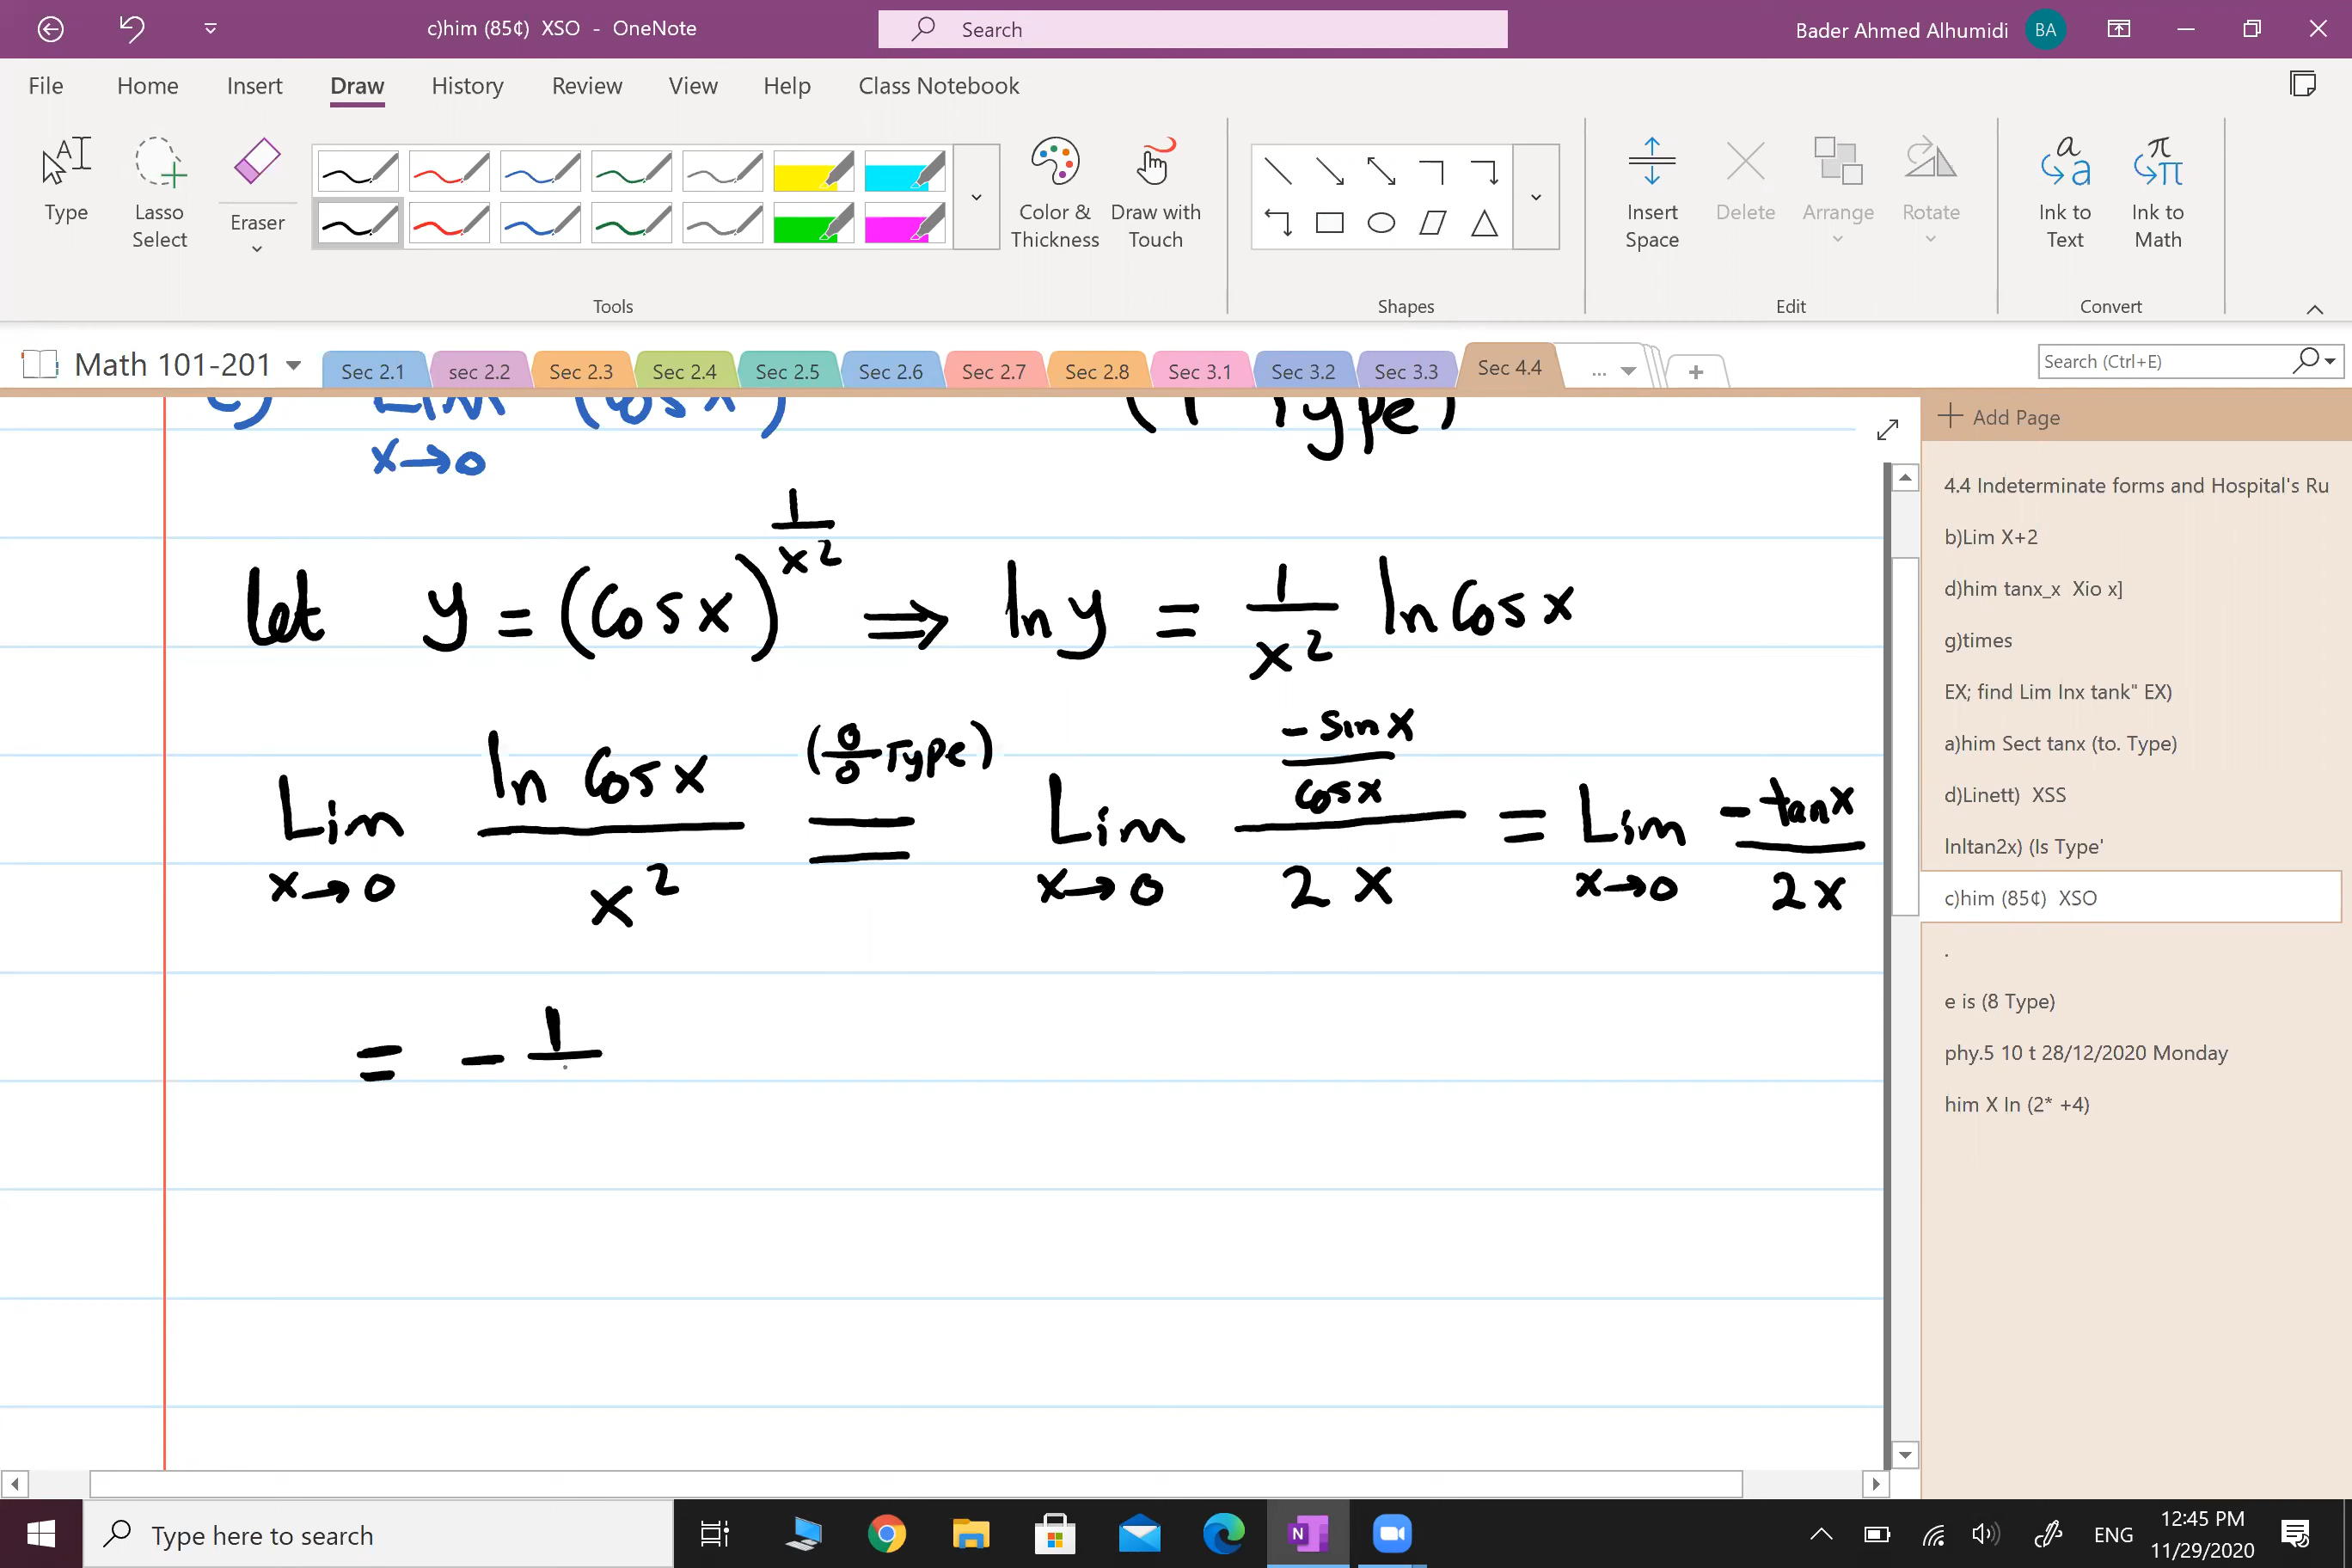 c)him (85¢) XSO - OneNote
Search
Bader Ahmed Alhumidi BA
File Home Insert Draw History Review View Help Class Notebook
Type
Lasso Select
Eraser
Color & Thickness
Draw with Touch
Insert Space
Delete
Arrange
Rotate
Ink to Text
Ink to Math
Tools
Shapes
Edit
Convert
Math 101-201
Sec 2.1 sec 2.2 Sec 2.3 Sec 2.4 Sec 2.5 Sec 2.6 Sec 2.7 Sec 2.8 Sec 3.1 Sec 3.2 Sec 3.3 Sec 4.4 ... +
Search (Ctrl+E)
Lim (cos x) Type)
x→0
let y = (Cos x)^(1/x²) ⇒ ln y = 1/x² ln Cos x
Lim x→0 (ln Cos x)/(x²) = (0/0 Type) Lim x→0 (-sin x/cos x)/(2x) = Lim x→0 (-tan x)/(2x)
= - 1
Add Page
4.4 Indeterminate forms and Hospital's Ru
b)Lim X+2
d)him tanx_x Xio x]
g)times
EX; find Lim Inx tank" EX)
a)him Sect tanx (to. Type)
d)Linett) XSS
Inltan2x) (Is Type'
c)him (85¢) XSO
.
e is (8 Type)
phy.5 10 t 28/12/2020 Monday
him X In (2* +4)
Type here to search
ENG
12:45 PM
11/29/2020